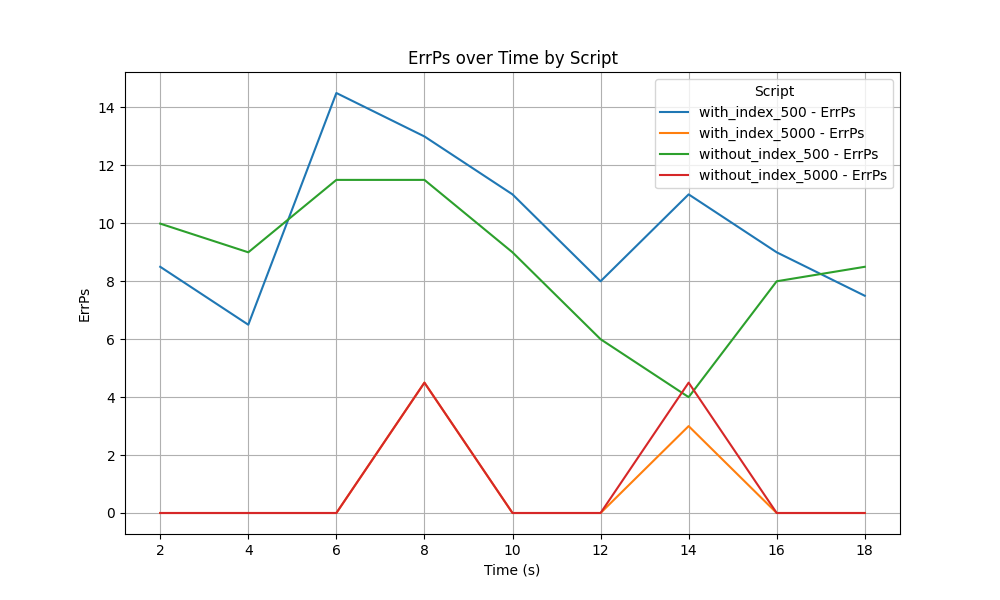 ErrPs over Time by Script
Script
with_index_500 - ErrPs
with_index_5000 - ErrPs
without_index_500 - ErrPs
without_index_5000 - ErrPs
ErrPs
14
12
10
8
6
4
2
0
2 4 6 8 10 12 14 16 18
Time (s)